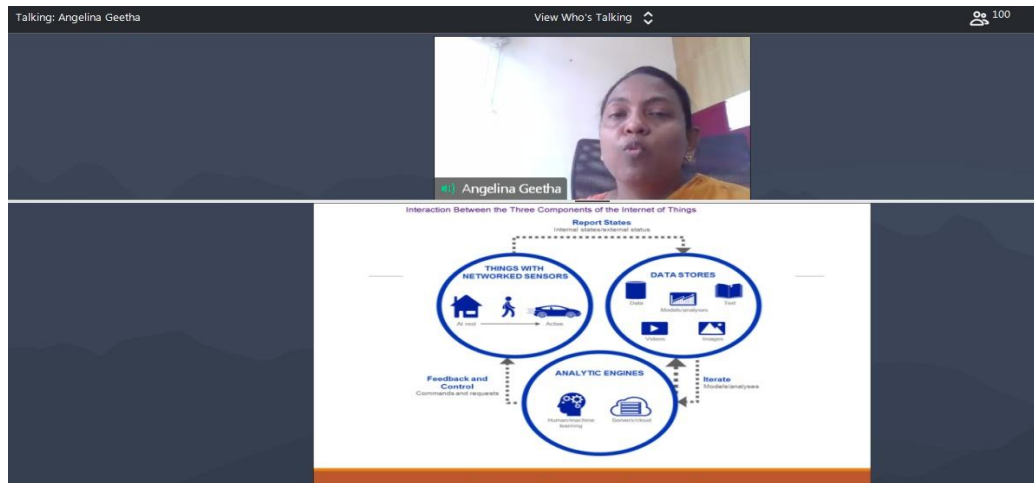 Talking: Angelina Geetha
View Who's Talking
100
Angelina Geetha
Interaction Between the Three Components of the Internet of Things
Report States
Internal states/external status
THINGS WITH
NETWORKED SENSORS
At rest
Active
DATA STORES
Data
Models/analyses
Text
Videos
Images
Feedback and
Control
Commands and requests
ANALYTIC ENGINES
Human/machine
learning
Servers/cloud
Iterate
Models/analyses